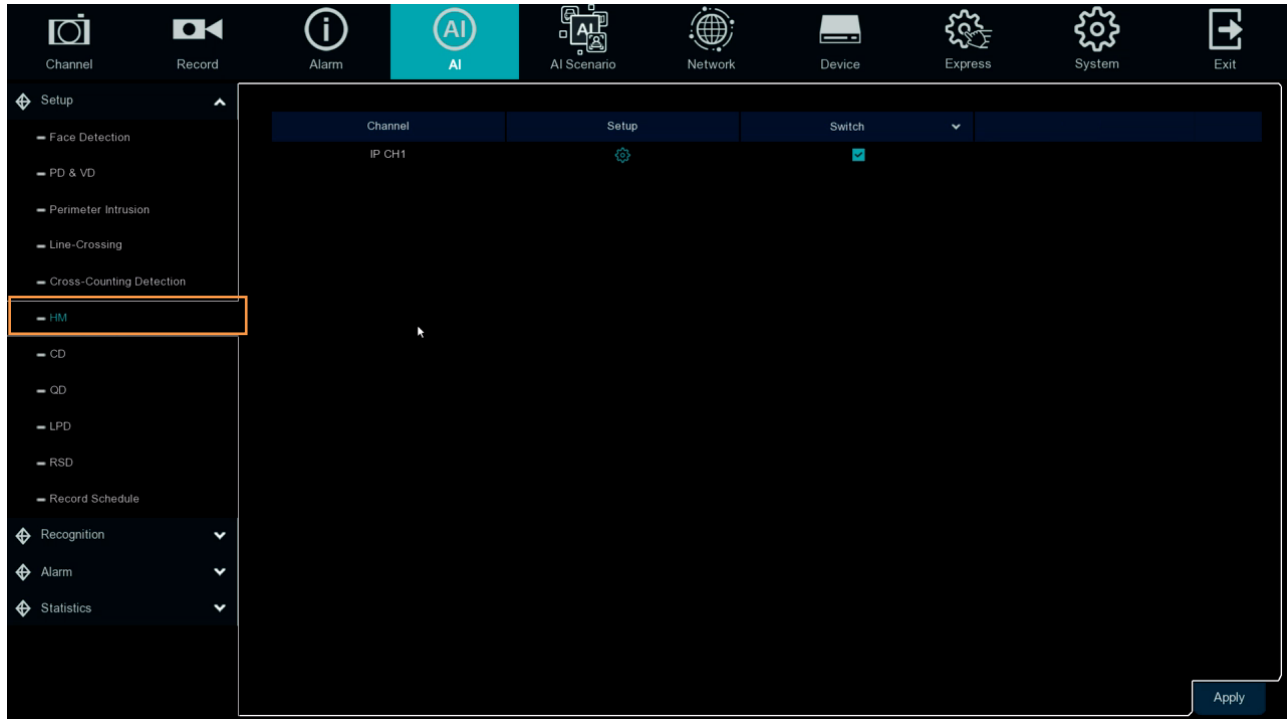 Channel Record Alarm AI AI Scenario Network Device Express System Exit
Setup
Face Detection
PD & VD
Perimeter Intrusion
Line-Crossing
Cross-Counting Detection
HM
CD
QD
LPD
RSD
Record Schedule
Recognition
Alarm
Statistics
Channel Setup Switch
IP CH1
Apply